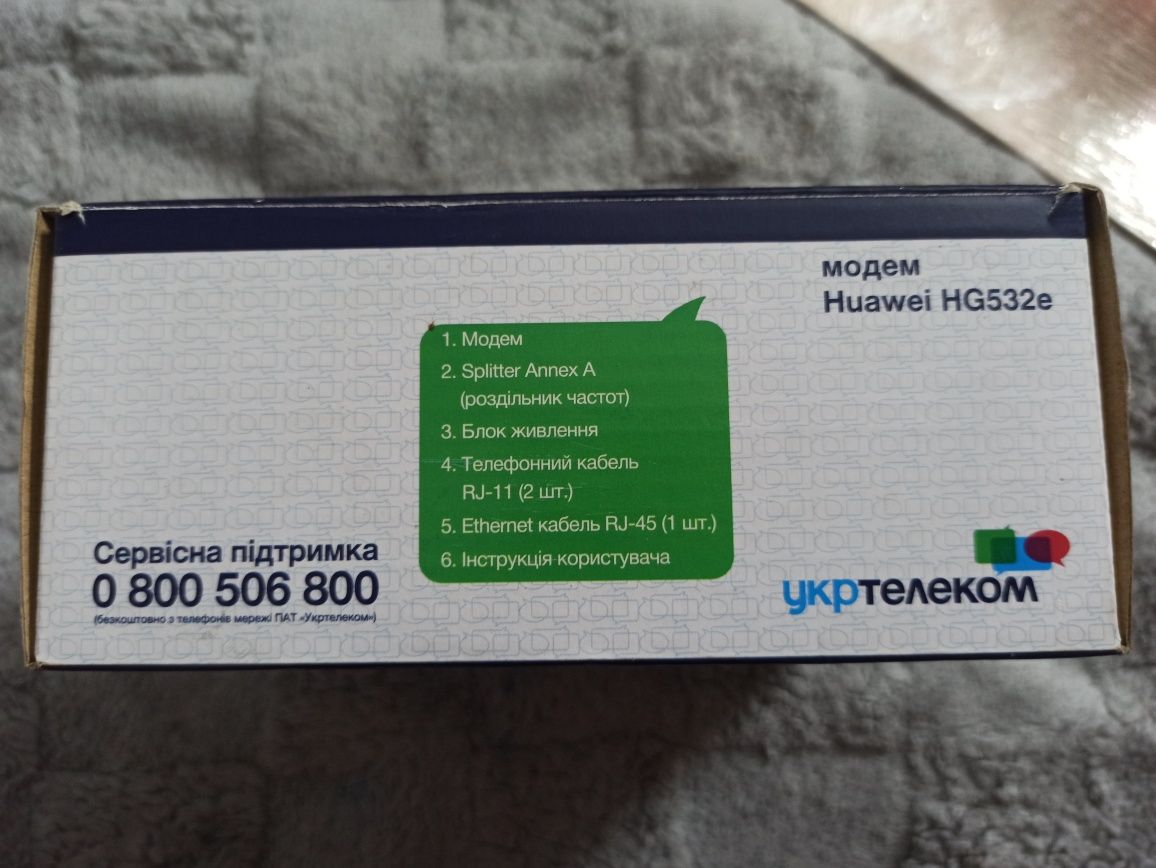 модем
Huawei HG532e
1. Модем
2. Splitter Annex A
(роздільник частот)
3. Блок живлення
4. Телефонний кабель
RJ-11 (2 шт.)
5. Ethernet кабель RJ-45 (1 шт.)
6. Інструкція користувача
Сервісна підтримка
0 800 506 800
(безкоштовно з телефонів мережі ПАТ «Укртелеком»)
укртелеком